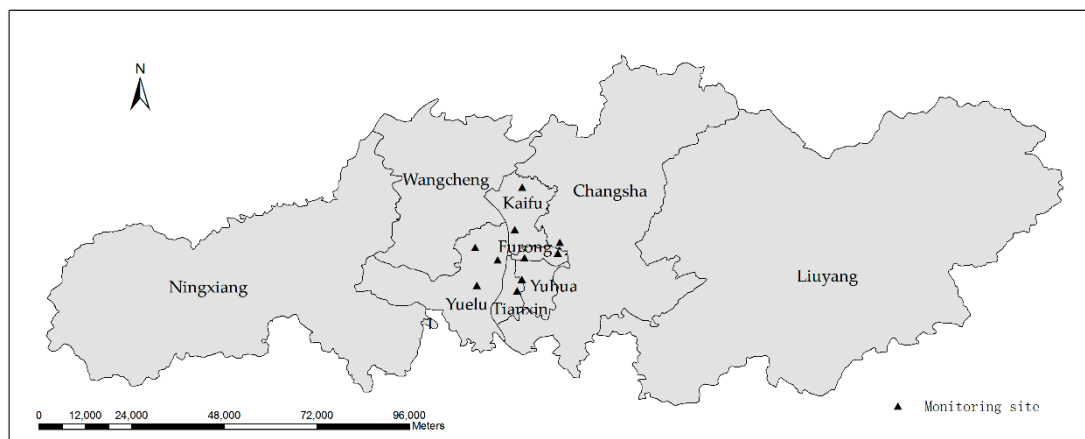 N
Wangcheng
Changsha
Kaifu
Furong
Liuyang
Ningxiang
Yuelu
Yuhua
Tianxin
0 12,000 24,000 48,000 72,000 96,000
Meters
Monitoring site